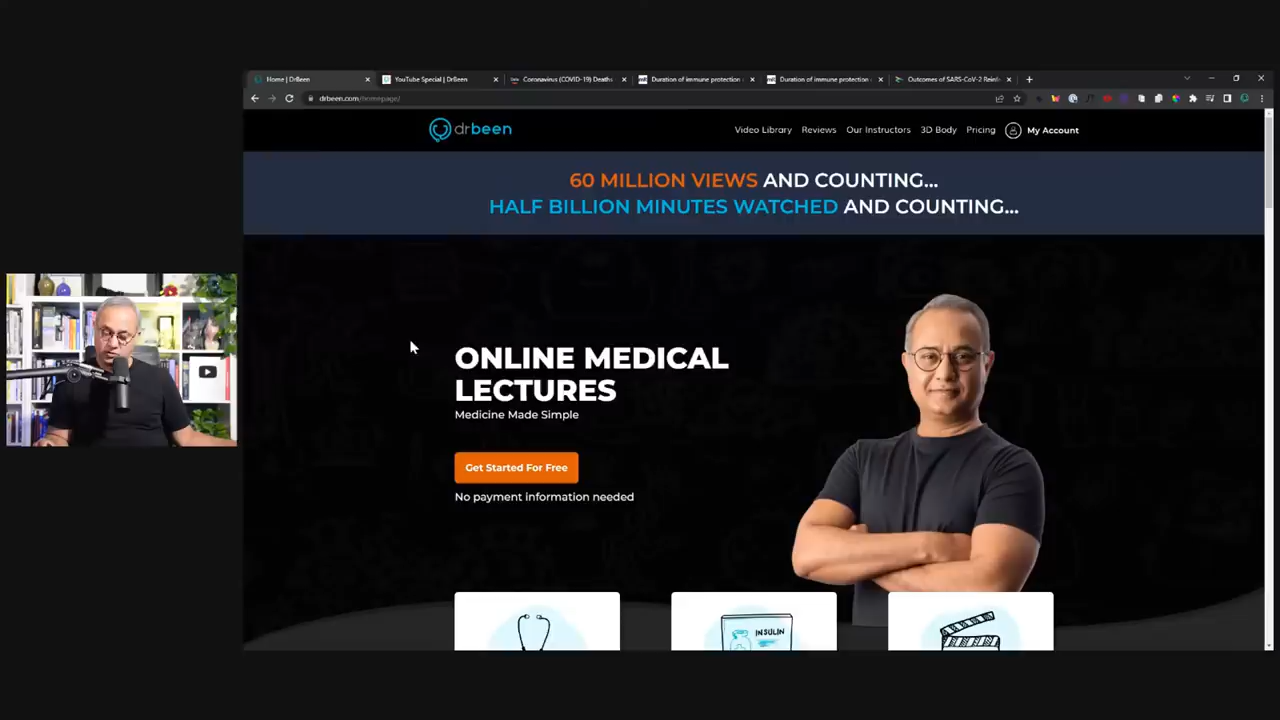 Home | DrBeen
YouTube Special | DrBeen
Coronavirus (COVID-19) Deaths
Duration of immune protection
Duration of immune protection
Outcomes of SARS-CoV-2 Reinf
drbeen.com/homepage/
drbeen
Video Library
Reviews
Our Instructors
3D Body
Pricing
My Account
60 MILLION VIEWS AND COUNTING...
HALF BILLION MINUTES WATCHED AND COUNTING...
ONLINE MEDICAL
LECTURES
Medicine Made Simple
Get Started For Free
No payment information needed
INSULIN